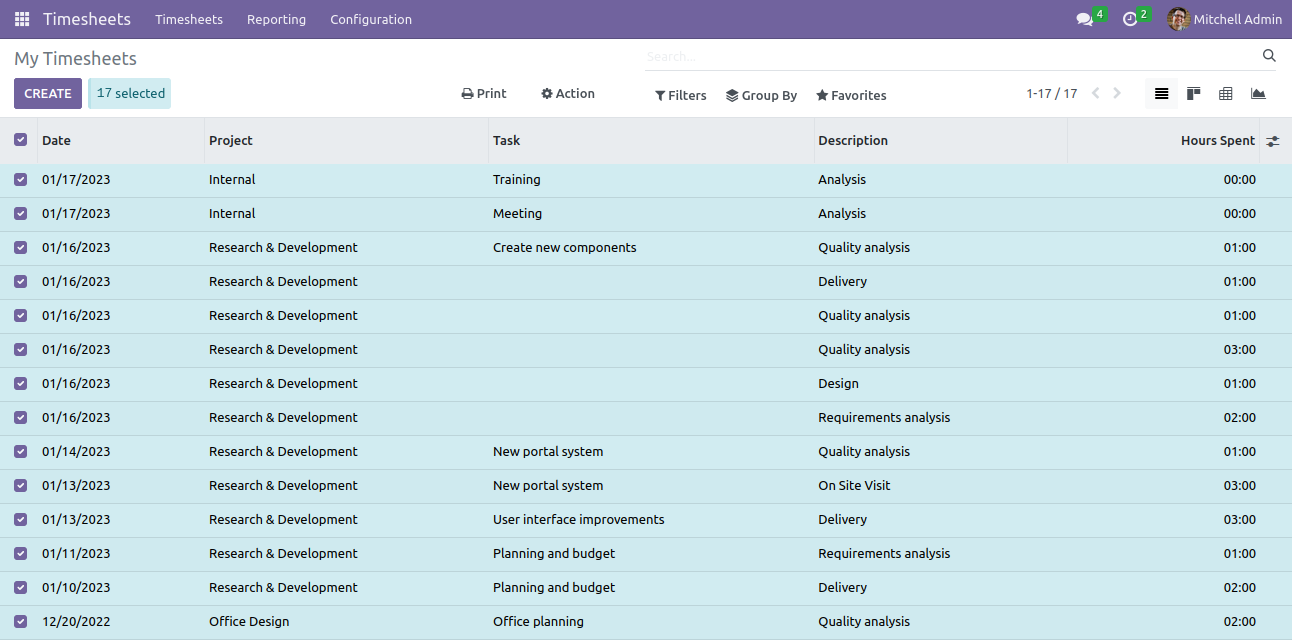 Timesheets Timesheets Reporting Configuration 4 2 Mitchell Admin
My Timesheets Search...
CREATE 17 selected Print Action Filters Group By Favorites 1-17 / 17
Date Project Task Description Hours Spent
01/17/2023 Internal Training Analysis 00:00
01/17/2023 Internal Meeting Analysis 00:00
01/16/2023 Research & Development Create new components Quality analysis 01:00
01/16/2023 Research & Development Delivery 01:00
01/16/2023 Research & Development Quality analysis 01:00
01/16/2023 Research & Development Quality analysis 03:00
01/16/2023 Research & Development Design 01:00
01/16/2023 Research & Development Requirements analysis 02:00
01/14/2023 Research & Development New portal system Quality analysis 01:00
01/13/2023 Research & Development New portal system On Site Visit 03:00
01/13/2023 Research & Development User interface improvements Delivery 03:00
01/11/2023 Research & Development Planning and budget Requirements analysis 01:00
01/10/2023 Research & Development Planning and budget Delivery 02:00
12/20/2022 Office Design Office planning Quality analysis 02:00